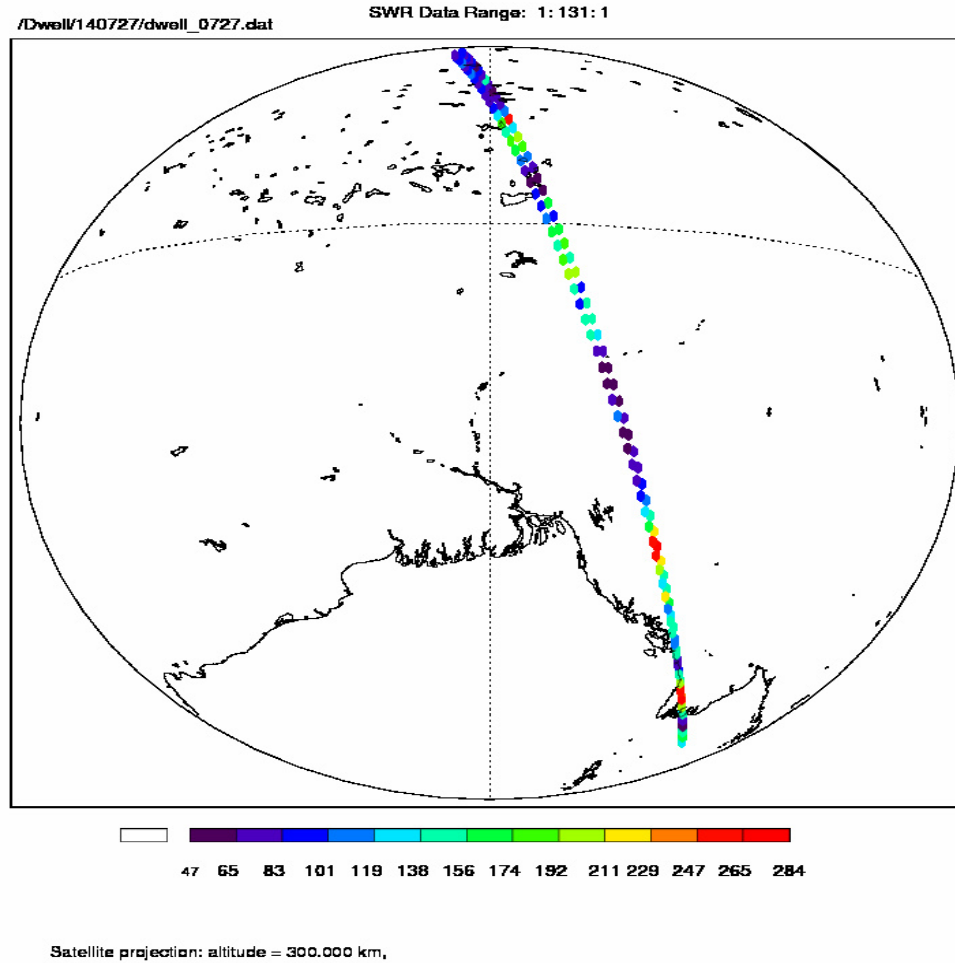 SWR Data Range: 1:131:1
/Dwell/140727/dwell_0727.dat
47 65 83 101 119 138 156 174 192 211 229 247 265 284
Satellite projection: altitude = 300.000 km,